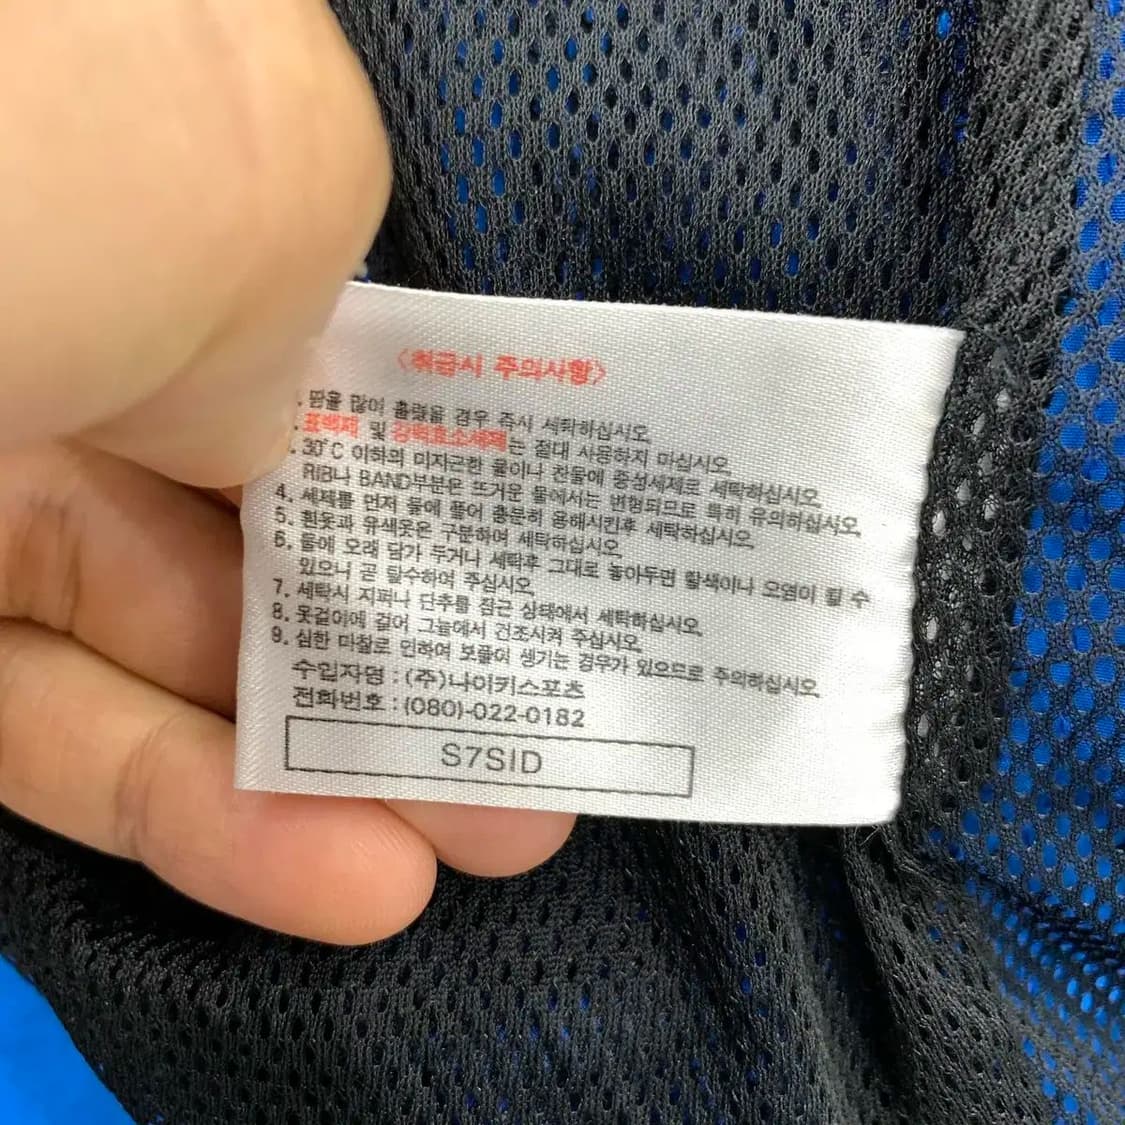 <취급시 주의사항>
. 땀을 많이 흘렸을 경우 즉시 세탁하십시오.
. 표백제 및 강력효소세제는 절대 사용하지 마십시오.
. 30°C 이하의 미지근한 물이나 찬물에 중성세제로 세탁하십시오.
RIB나 BAND부분은 뜨거운 물에서는 변형되므로 특히 유의하십시오.
4. 세제를 먼저 물에 풀어 충분히 용해시킨후 세탁하십시오.
5. 흰옷과 유색옷은 구분하여 세탁하십시오.
6. 물에 오래 담가 두거나 세탁후 그대로 놓아두면 탈색이나 오염이 될 수
있으니 곧 탈수하여 주십시오.
7. 세탁시 지퍼나 단추를 잠근 상태에서 세탁하십시오.
8. 옷걸이에 걸어 그늘에서 건조시켜 주십시오.
9. 심한 마찰로 인하여 보풀이 생기는 경우가 있으므로 주의하십시오.
수입자명 : (주)나이키스포츠
전화번호 : (080)-022-0182
S7SID